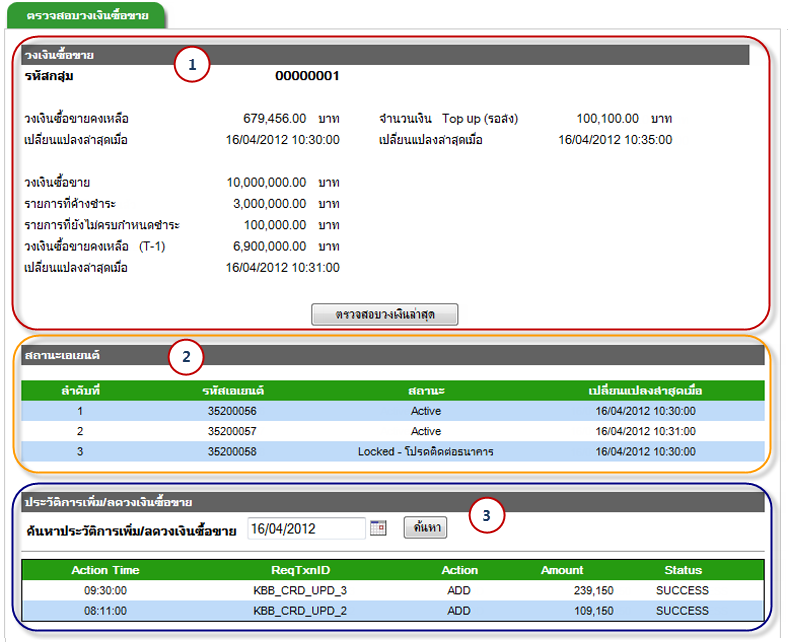 ตรวจสอบวงเงินซื้อขาย
วงเงินซื้อขาย
1
รหัสกลุ่ม 00000001
วงเงินซื้อขายคงเหลือ 679,456.00 บาท จำนวนเงิน Top up (รอส่ง) 100,100.00 บาท
เปลี่ยนแปลงล่าสุดเมื่อ 16/04/2012 10:30:00 เปลี่ยนแปลงล่าสุดเมื่อ 16/04/2012 10:35:00
วงเงินซื้อขาย 10,000,000.00 บาท
รายการที่ค้างชำระ 3,000,000.00 บาท
รายการที่ยังไม่ครบกำหนดชำระ 100,000.00 บาท
วงเงินซื้อขายคงเหลือ (T-1) 6,900,000.00 บาท
เปลี่ยนแปลงล่าสุดเมื่อ 16/04/2012 10:31:00
ตรวจสอบวงเงินล่าสุด
สถานะเอเยนต์
2
ลำดับที่ รหัสเอเยนต์ สถานะ เปลี่ยนแปลงล่าสุดเมื่อ
1 35200056 Active 16/04/2012 10:30:00
2 35200057 Active 16/04/2012 10:31:00
3 35200058 Locked - โปรดติดต่อธนาคาร 16/04/2012 10:30:00
ประวัติการเพิ่ม/ลดวงเงินซื้อขาย
3
ค้นหาประวัติการเพิ่ม/ลดวงเงินซื้อขาย 16/04/2012 ค้นหา
Action Time ReqTxnID Action Amount Status
09:30:00 KBB_CRD_UPD_3 ADD 239,150 SUCCESS
08:11:00 KBB_CRD_UPD_2 ADD 109,150 SUCCESS